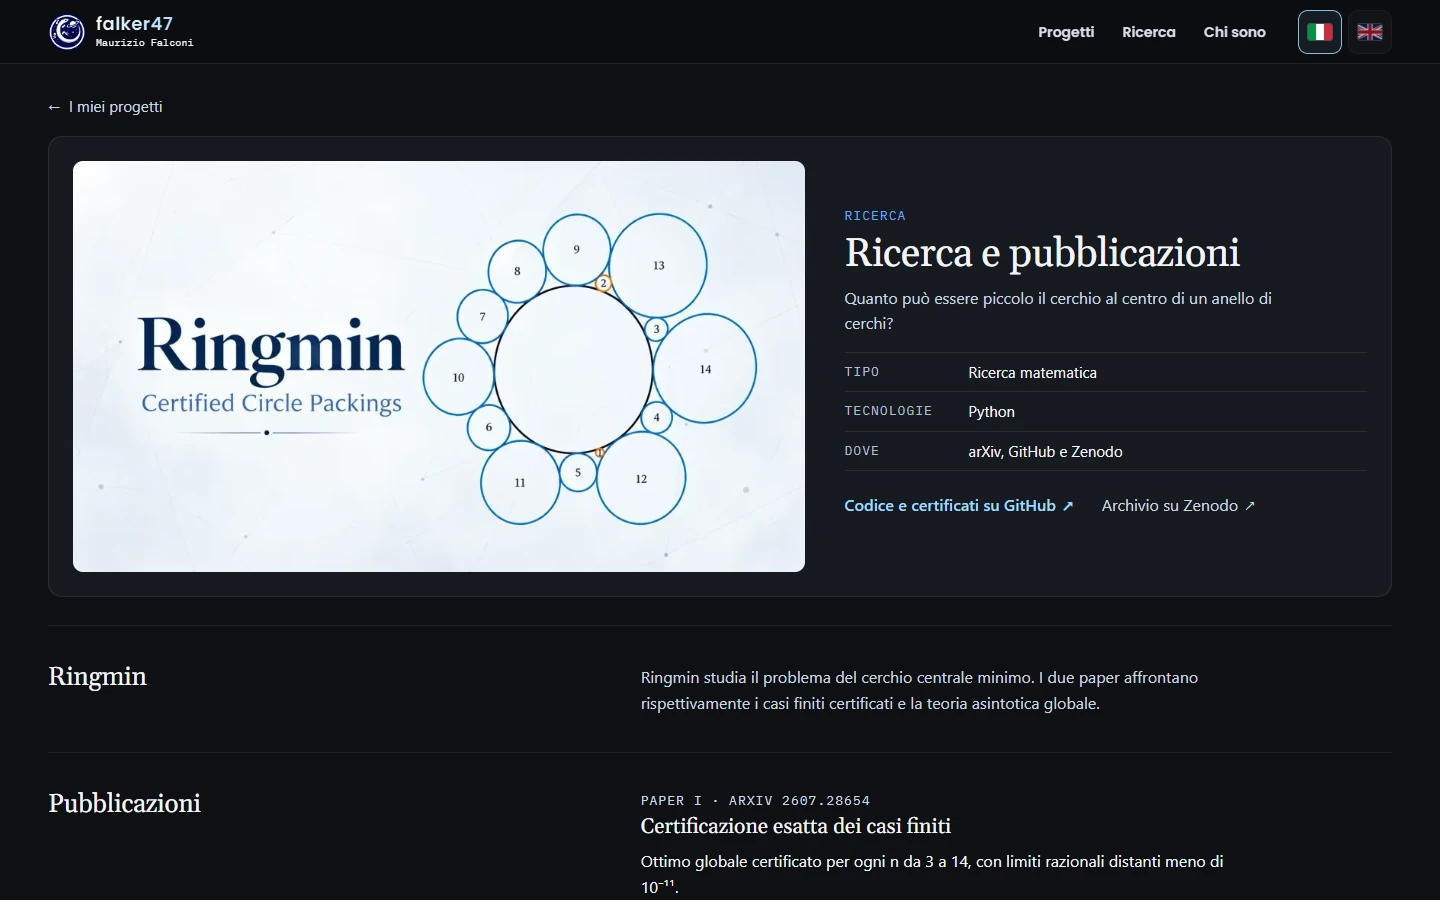 falker47
Maurizio Falconi
Progetti
Ricerca
Chi sono
← I miei progetti
Ringmin
Certified Circle Packings
9
13
8
2
7
3
14
10
4
6
5
1
11
12
RICERCA
Ricerca e pubblicazioni
Quanto può essere piccolo il cerchio al centro di un anello di
cerchi?
TIPO Ricerca matematica
TECNOLOGIE Python
DOVE arXiv, GitHub e Zenodo
Codice e certificati su GitHub ↗ Archivio su Zenodo ↗
Ringmin
Ringmin studia il problema del cerchio centrale minimo. I due paper affrontano
rispettivamente i casi finiti certificati e la teoria asintotica globale.
Pubblicazioni
PAPER I · ARXIV 2607.28654
Certificazione esatta dei casi finiti
Ottimo globale certificato per ogni n da 3 a 14, con limiti razionali distanti meno di
10⁻¹¹.